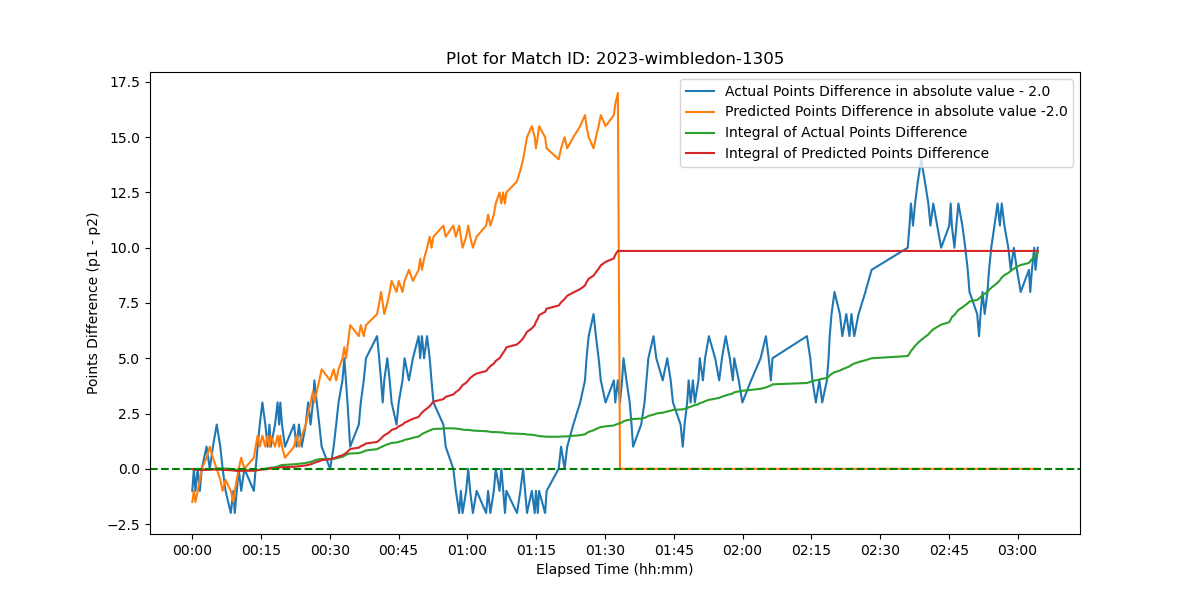 Plot for Match ID: 2023-wimbledon-1305
Actual Points Difference in absolute value - 2.0
Predicted Points Difference in absolute value -2.0
Integral of Actual Points Difference
Integral of Predicted Points Difference
Points Difference (p1 - p2)
17.5
15.0
12.5
10.0
7.5
5.0
2.5
0.0
−2.5
00:00 00:15 00:30 00:45 01:00 01:15 01:30 01:45 02:00 02:15 02:30 02:45 03:00
Elapsed Time (hh:mm)